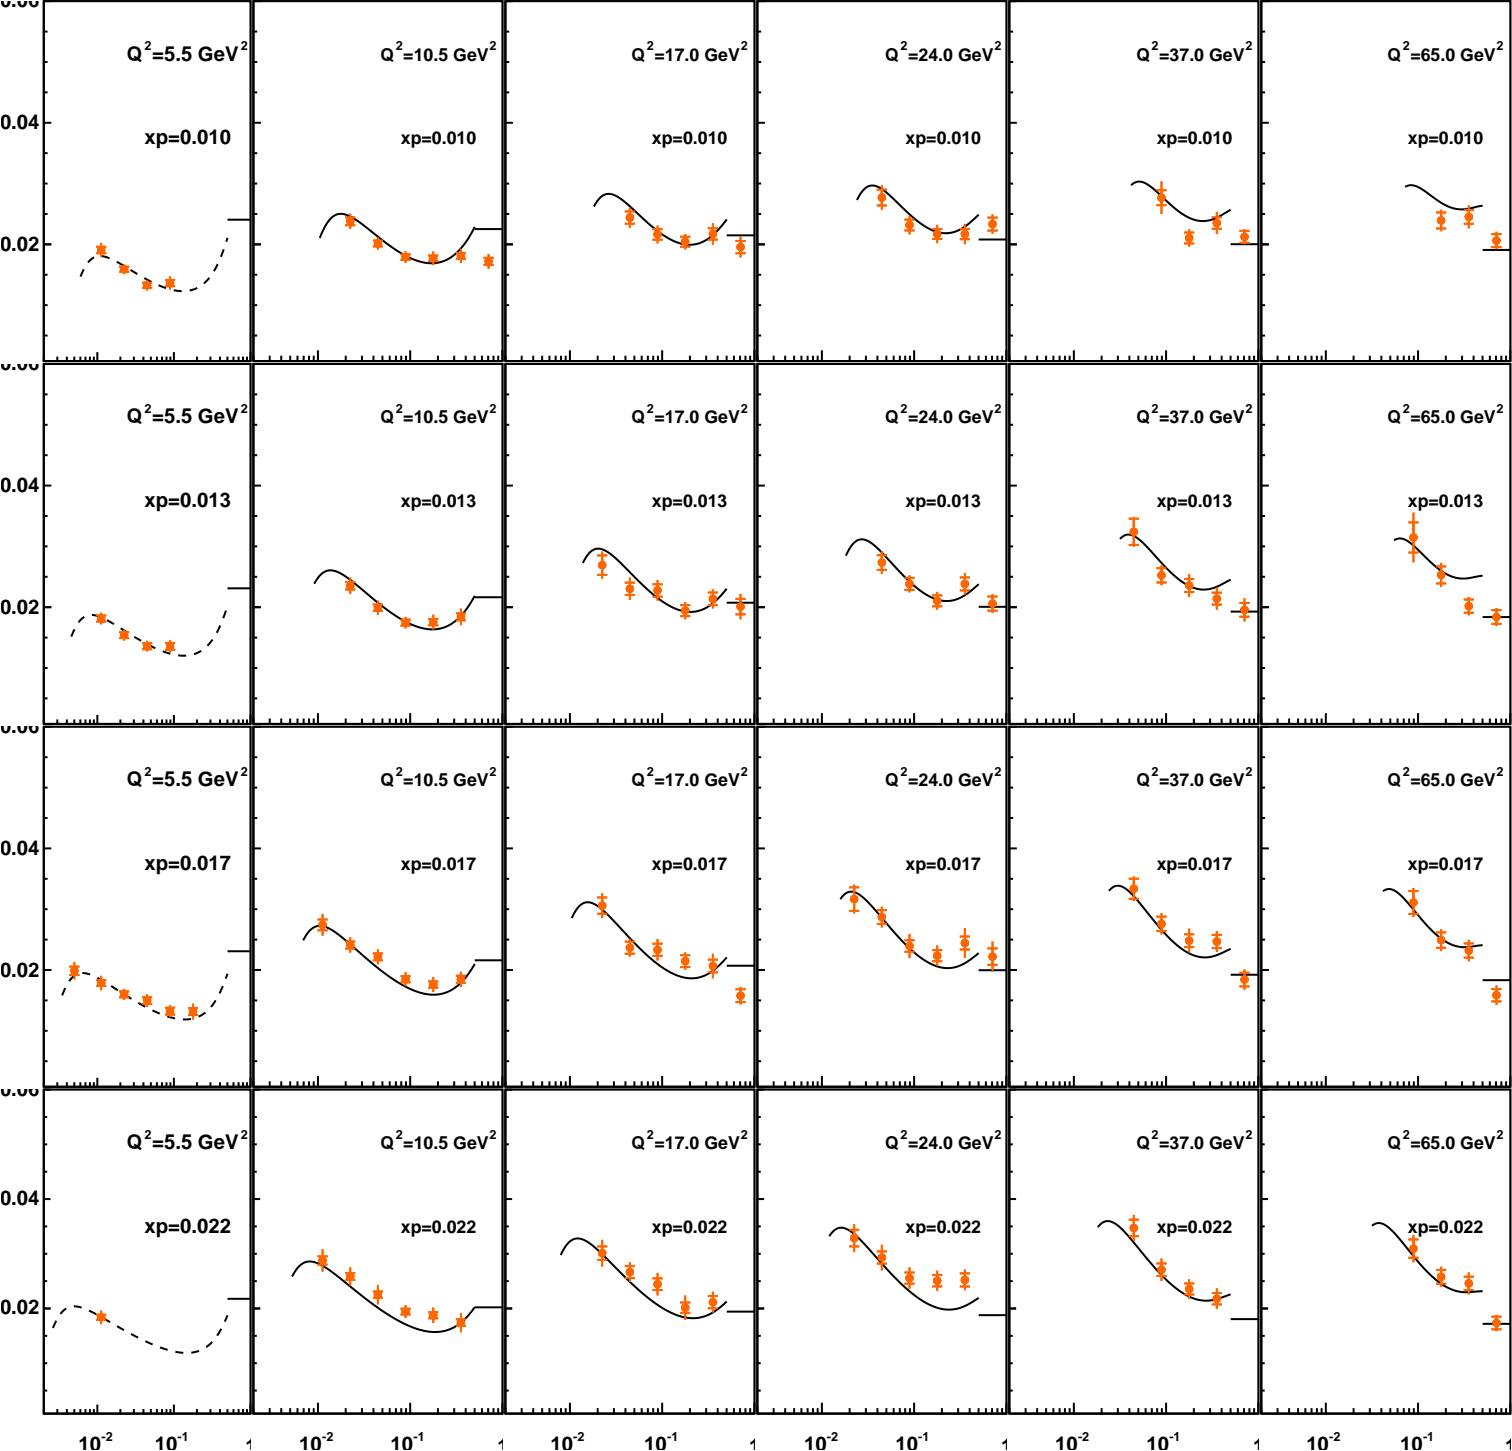 0.06
Q²=5.5 GeV² Q²=10.5 GeV² Q²=17.0 GeV² Q²=24.0 GeV² Q²=37.0 GeV² Q²=65.0 GeV²
0.04 xp=0.010 xp=0.010 xp=0.010 xp=0.010 xp=0.010 xp=0.010
0.02
0.06
Q²=5.5 GeV² Q²=10.5 GeV² Q²=17.0 GeV² Q²=24.0 GeV² Q²=37.0 GeV² Q²=65.0 GeV²
0.04 xp=0.013 xp=0.013 xp=0.013 xp=0.013 xp=0.013 xp=0.013
0.02
0.06
Q²=5.5 GeV² Q²=10.5 GeV² Q²=17.0 GeV² Q²=24.0 GeV² Q²=37.0 GeV² Q²=65.0 GeV²
0.04 xp=0.017 xp=0.017 xp=0.017 xp=0.017 xp=0.017 xp=0.017
0.02
0.06
Q²=5.5 GeV² Q²=10.5 GeV² Q²=17.0 GeV² Q²=24.0 GeV² Q²=37.0 GeV² Q²=65.0 GeV²
0.04 xp=0.022 xp=0.022 xp=0.022 xp=0.022 xp=0.022 xp=0.022
0.02
10⁻² 10⁻¹ 1 10⁻² 10⁻¹ 1 10⁻² 10⁻¹ 1 10⁻² 10⁻¹ 1 10⁻² 10⁻¹ 1 10⁻² 10⁻¹ 1